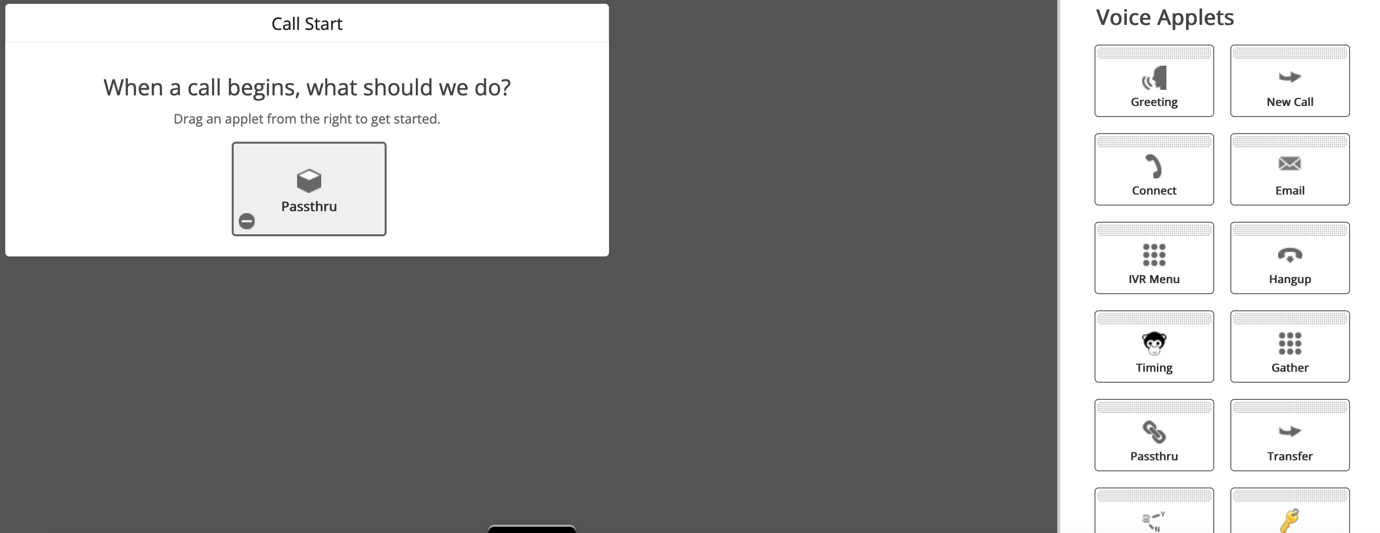 Call Start
When a call begins, what should we do?
Drag an applet from the right to get started.
Passthru
Voice Applets
Greeting
New Call
Connect
Email
IVR Menu
Hangup
Timing
Gather
Passthru
Transfer
Y
N